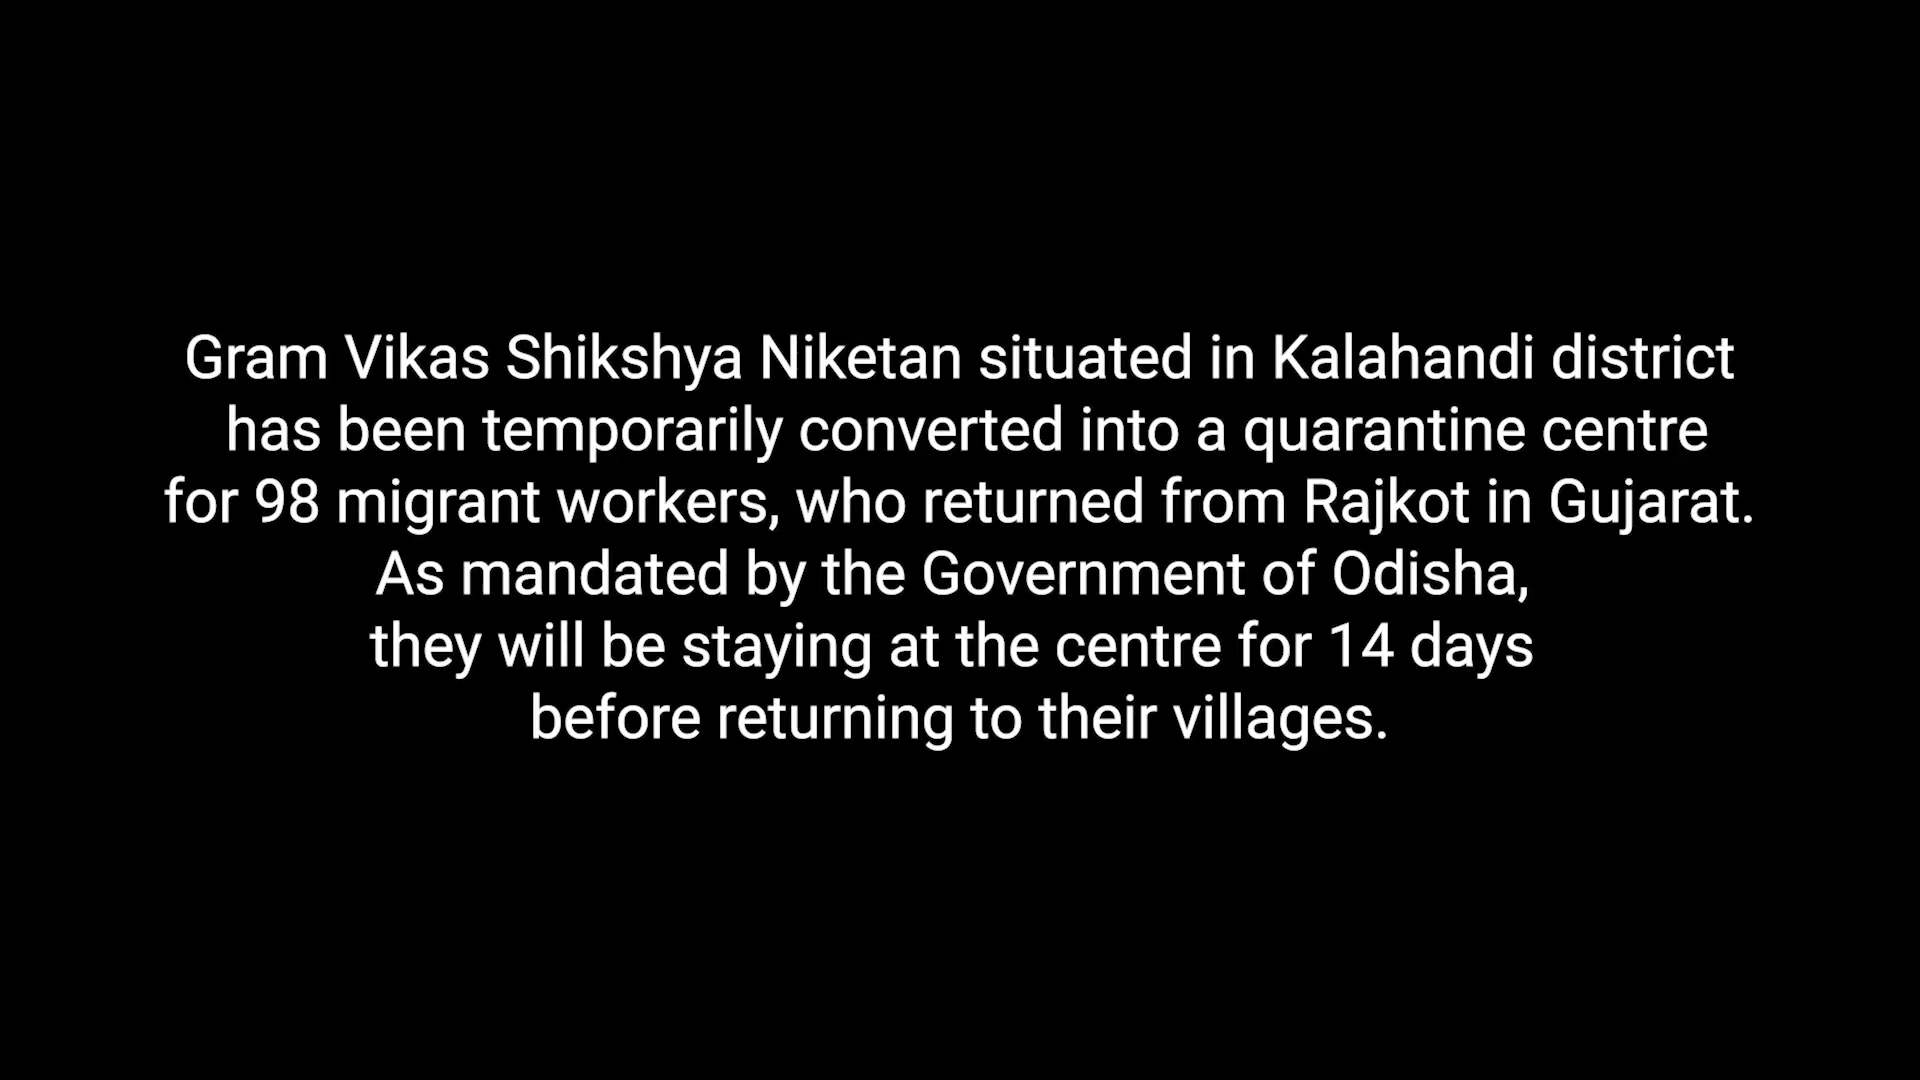 Gram Vikas Shikshya Niketan situated in Kalahandi district
has been temporarily converted into a quarantine centre
for 98 migrant workers, who returned from Rajkot in Gujarat.
As mandated by the Government of Odisha,
they will be staying at the centre for 14 days
before returning to their villages.